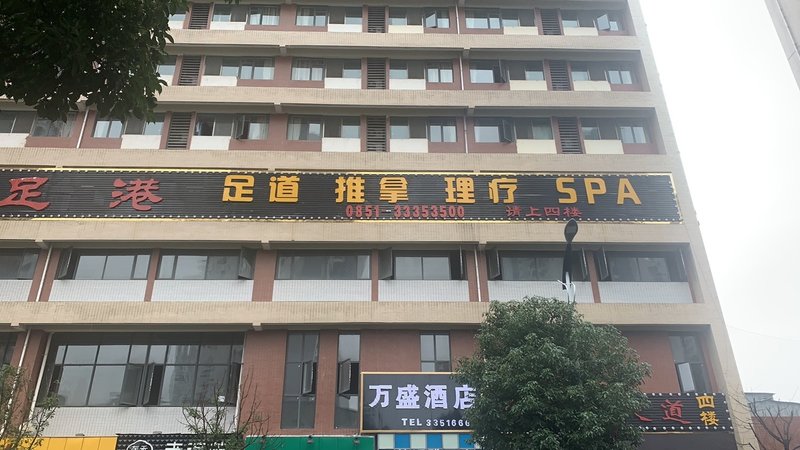 足港 足道 推拿 理疗 SPA
0851-33353500 请上四楼
万盛酒店
TEL 3351666
道 四楼